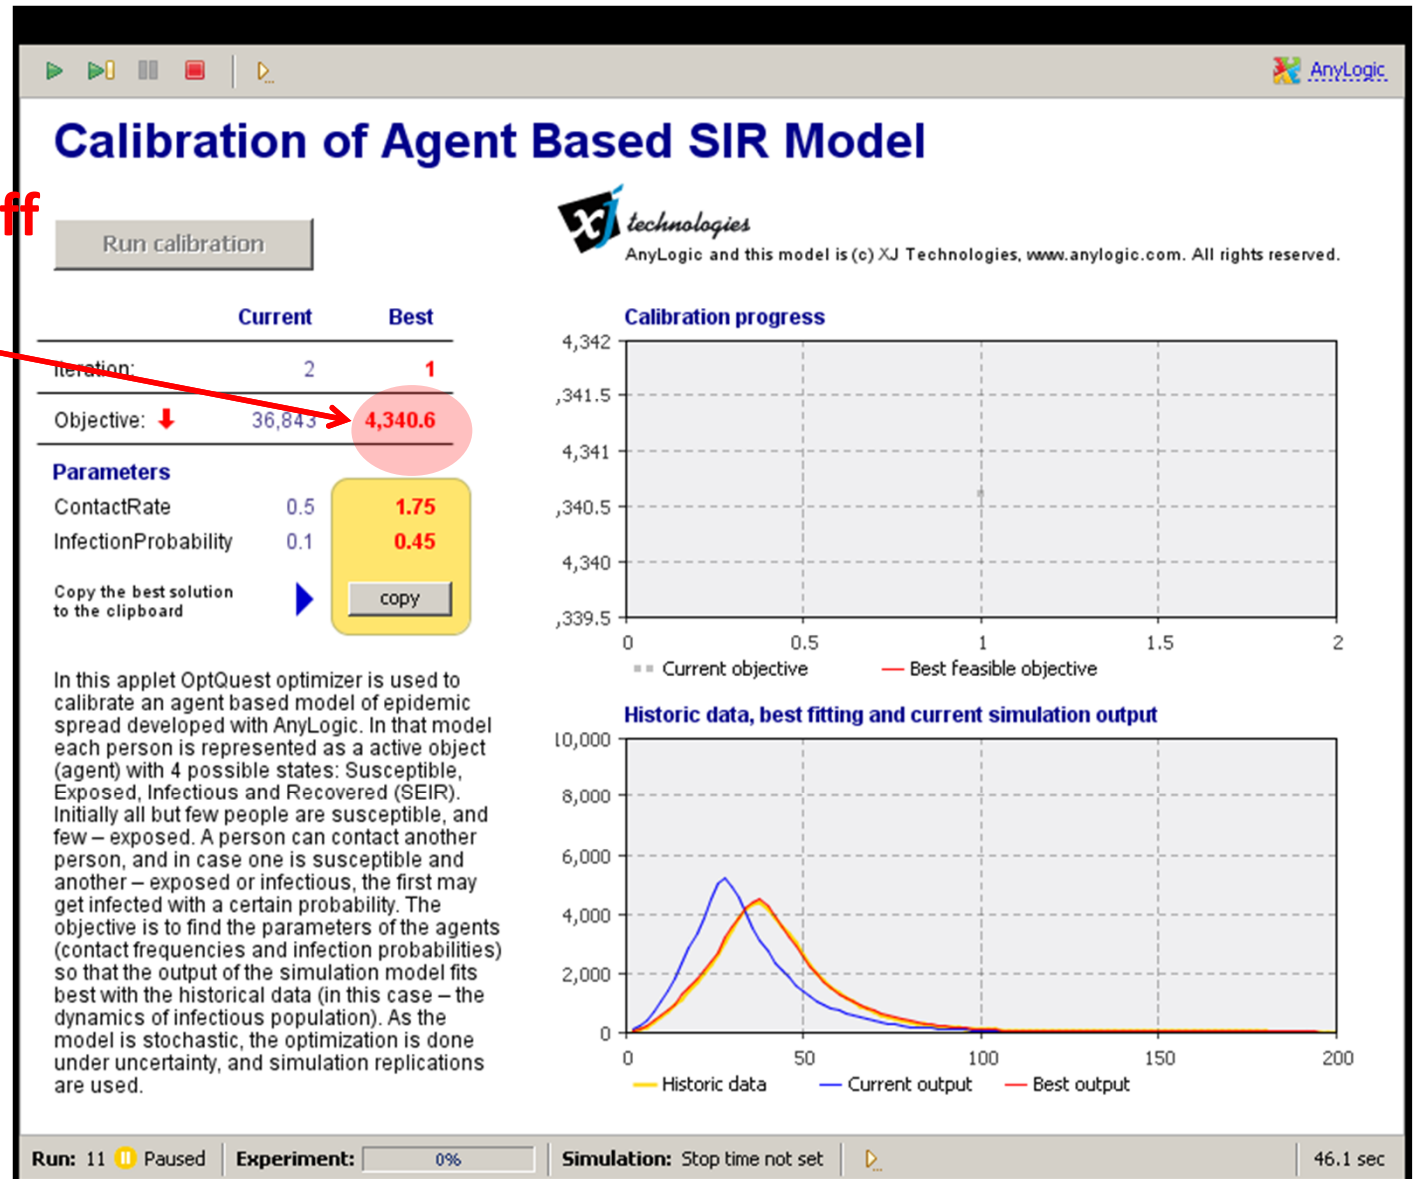 AnyLogic
Calibration of Agent Based SIR Model
ff
Run calibration
xj technologies
AnyLogic and this model is (c) XJ Technologies, www.anylogic.com. All rights reserved.
Current Best
Iteration: 2 1
Objective: 36,843 4,340.6
Parameters
ContactRate 0.5 1.75
InfectionProbability 0.1 0.45
Copy the best solution
to the clipboard
copy
In this applet OptQuest optimizer is used to
calibrate an agent based model of epidemic
spread developed with AnyLogic. In that model
each person is represented as a active object
(agent) with 4 possible states: Susceptible,
Exposed, Infectious and Recovered (SEIR).
Initially all but few people are susceptible, and
few – exposed. A person can contact another
person, and in case one is susceptible and
another – exposed or infectious, the first may
get infected with a certain probability. The
objective is to find the parameters of the agents
(contact frequencies and infection probabilities)
so that the output of the simulation model fits
best with the historical data (in this case – the
dynamics of infectious population). As the
model is stochastic, the optimization is done
under uncertainty, and simulation replications
are used.
Calibration progress
4,342
,341.5
4,341
,340.5
4,340
,339.5
0 0.5 1 1.5 2
Current objective Best feasible objective
Historic data, best fitting and current simulation output
10,000
8,000
6,000
4,000
2,000
0
0 50 100 150 200
Historic data Current output Best output
Run: 11 Paused Experiment: 0% Simulation: Stop time not set 46.1 sec